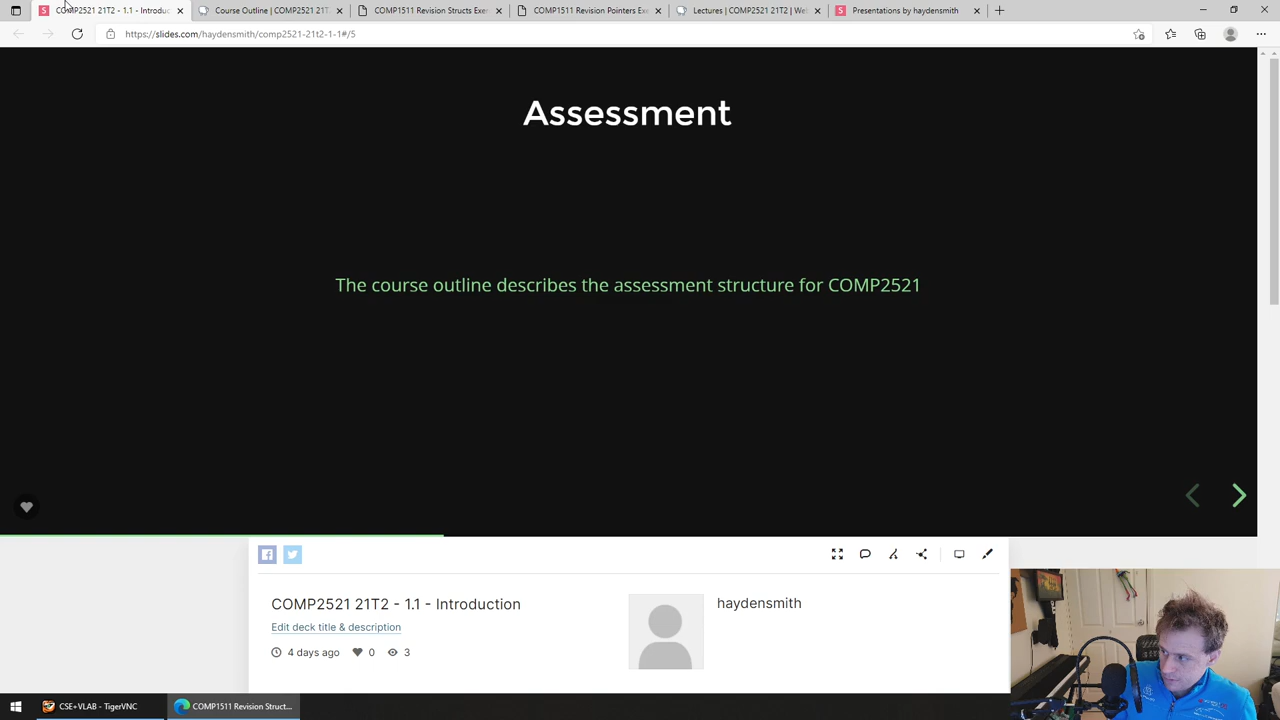 COMP2521 21T2 - 1.1 - Introduc
Course Outline | COMP2521 21T
COMP1511 Revision Structs Exer
COMP1511 Revision Pointers Exe
Lectures | COMP2521 21T2 | We
Presentations by haydensmith
https://slides.com/haydensmith/comp2521-21t2-1-1#/5
Assessment
The course outline describes the assessment structure for COMP2521
COMP2521 21T2 - 1.1 - Introduction
haydensmith
Edit deck title & description
4 days ago
0
3
CSE+VLAB - TigerVNC
COMP1511 Revision Struct...